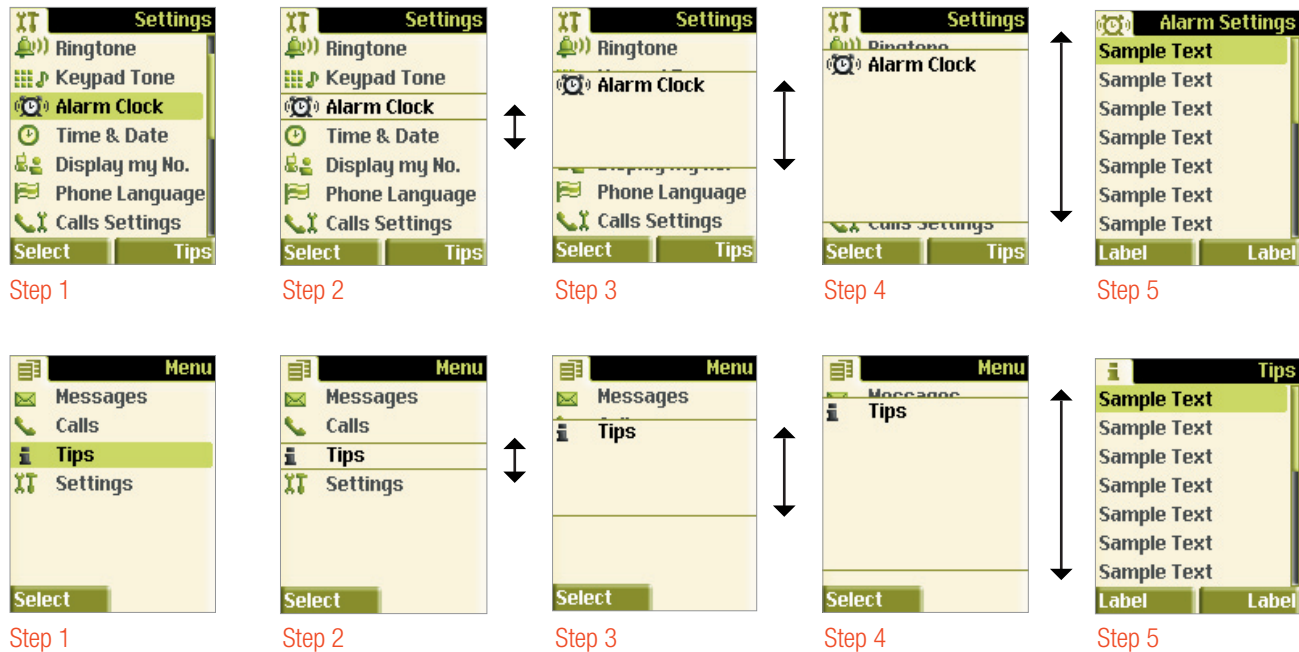 Settings
Ringtone
Keypad Tone
Alarm Clock
Time & Date
Display my No.
Phone Language
Calls Settings
Select Tips
Step 1
Settings
Ringtone
Keypad Tone
Alarm Clock
Time & Date
Display my No.
Phone Language
Calls Settings
Select Tips
Step 2
Settings
Ringtone
Alarm Clock
Phone Language
Calls Settings
Select Tips
Step 3
Settings
Ringtone
Alarm Clock
Calls Settings
Select Tips
Step 4
Alarm Settings
Sample Text
Sample Text
Sample Text
Sample Text
Sample Text
Sample Text
Sample Text
Label Label
Step 5
Menu
Messages
Calls
Tips
Settings
Select
Step 1
Menu
Messages
Calls
Tips
Settings
Select
Step 2
Menu
Messages
Tips
Select
Step 3
Menu
Messages
Tips
Select
Step 4
Tips
Sample Text
Sample Text
Sample Text
Sample Text
Sample Text
Sample Text
Sample Text
Label Label
Step 5